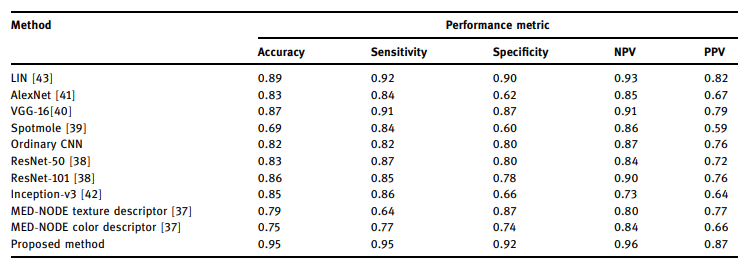 Method Performance metric
Accuracy Sensitivity Specificity NPV PPV
LIN [43] 0.89 0.92 0.90 0.93 0.82
AlexNet [41] 0.83 0.84 0.62 0.85 0.67
VGG-16[40] 0.87 0.91 0.87 0.91 0.79
Spotmole [39] 0.69 0.84 0.60 0.86 0.59
Ordinary CNN 0.82 0.82 0.80 0.87 0.76
ResNet-50 [38] 0.83 0.87 0.80 0.84 0.72
ResNet-101 [38] 0.86 0.85 0.78 0.90 0.76
Inception-v3 [42] 0.85 0.86 0.66 0.73 0.64
MED-NODE texture descriptor [37] 0.79 0.64 0.87 0.80 0.77
MED-NODE color descriptor [37] 0.75 0.77 0.74 0.84 0.66
Proposed method 0.95 0.95 0.92 0.96 0.87